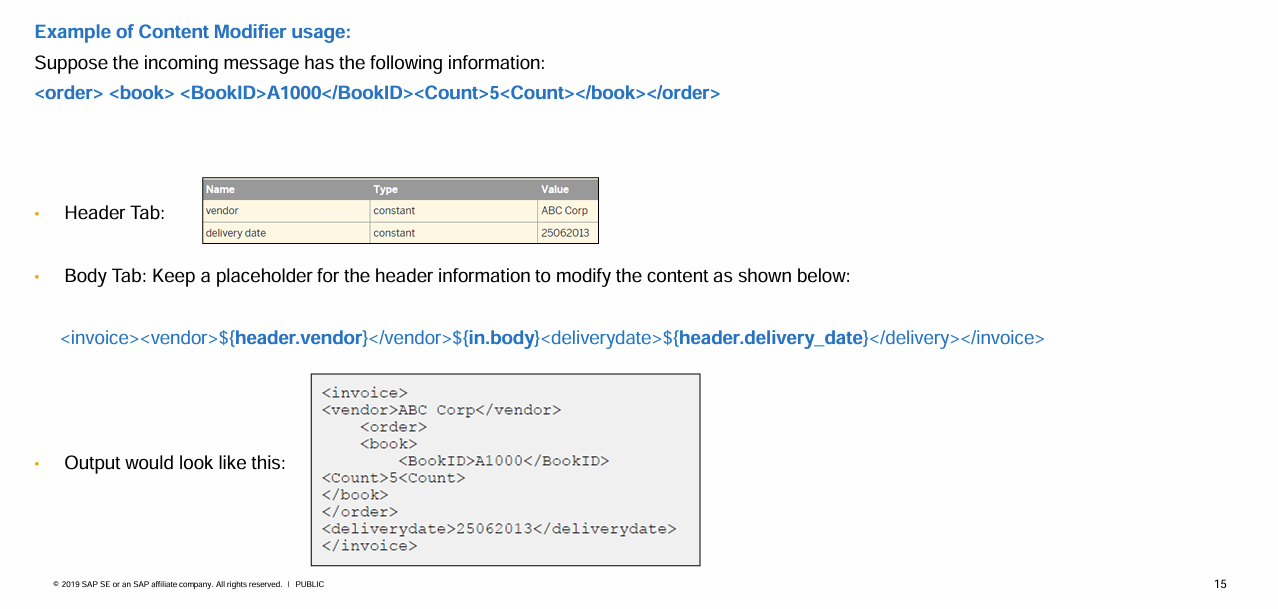 Example of Content Modifier usage:
Suppose the incoming message has the following information:
<order> <book> <BookID>A1000</BookID><Count>5<Count></book></order>
Name Type Value
• Header Tab:
vendor constant ABC Corp
delivery date constant 25062013
• Body Tab: Keep a placeholder for the header information to modify the content as shown below:
<invoice><vendor>${header.vendor}</vendor>${in.body}<deliverydate>${header.delivery_date}</delivery></invoice>
• Output would look like this:
<invoice>
<vendor>ABC Corp</vendor>
<order>
<book>
<BookID>A1000</BookID>
<Count>5<Count>
</book>
</order>
<deliverydate>25062013</deliverydate>
</invoice>
© 2019 SAP SE or an SAP affiliate company. All rights reserved. | PUBLIC
15